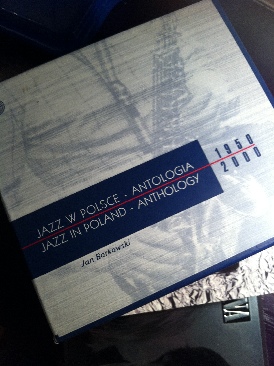 JAZZ W POLSCE - ANTOLOGIA
JAZZ IN POLAND - ANTHOLOGY
1950
2000
Jan Borkowski